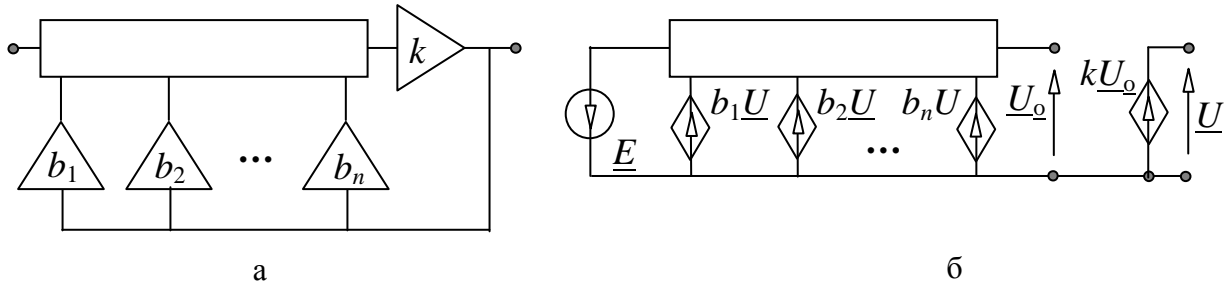 k
b₁ b₂ ... bₙ
а
b₁U b₂U ... bₙU
E
Uₒ
kUₒ
U
б